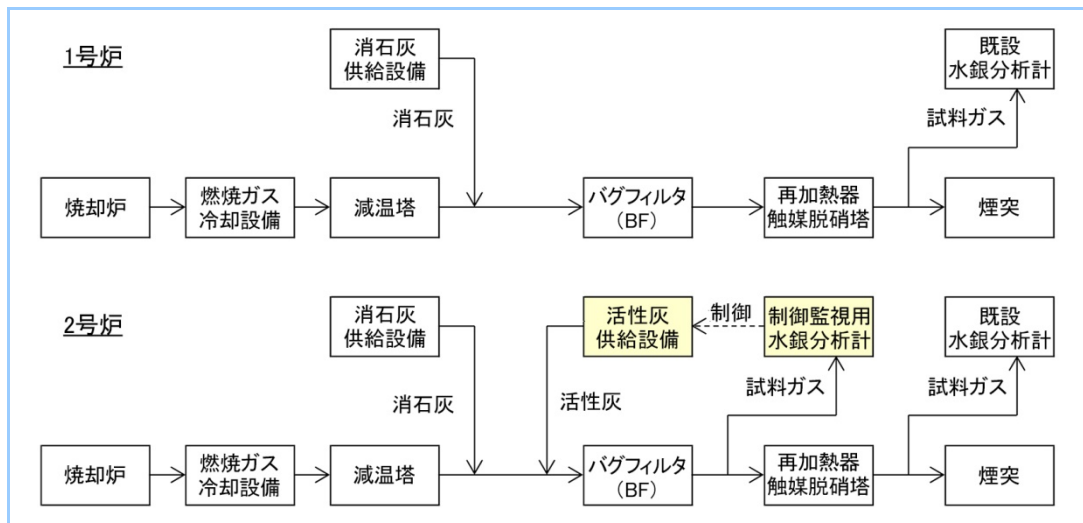 1号炉
消石灰
供給設備
既設
水銀分析計
消石灰
試料ガス
焼却炉
燃焼ガス
冷却設備
減温塔
バグフィルタ
(BF)
再加熱器
触媒脱硝塔
煙突
2号炉
消石灰
供給設備
活性灰
供給設備
制御
制御監視用
水銀分析計
既設
水銀分析計
消石灰
活性灰
試料ガス
試料ガス
焼却炉
燃焼ガス
冷却設備
減温塔
バグフィルタ
(BF)
再加熱器
触媒脱硝塔
煙突